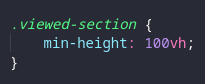 .viewed-section {
    min-height: 100vh;
}